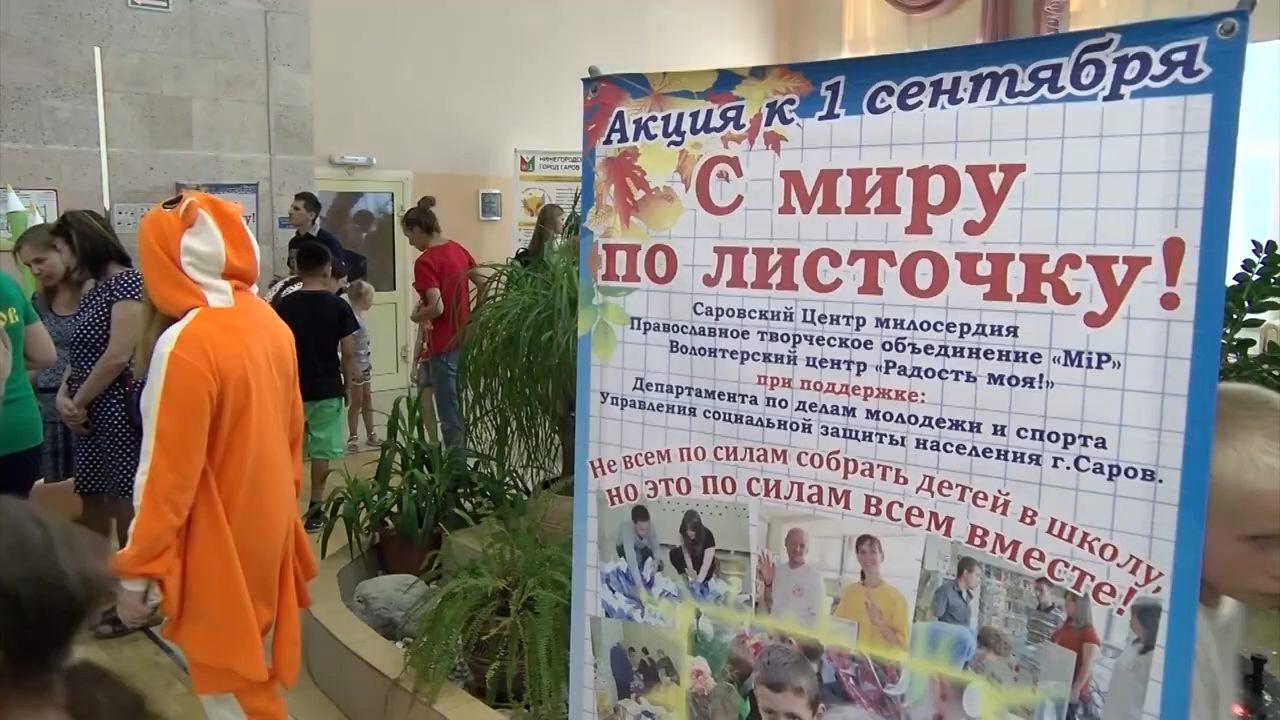 Акция к 1 сентября
С миру
по листочку!
Саровский Центр милосердия
Православное творческое объединение «МiР»
Волонтерский центр «Радость моя!»
при поддержке:
Департамента по делам молодежи и спорта
Управления социальной защиты населения г.Саров.
Не всем по силам собрать детей в школу,
но это по силам всем вместе!
ГОРОД САРОВ